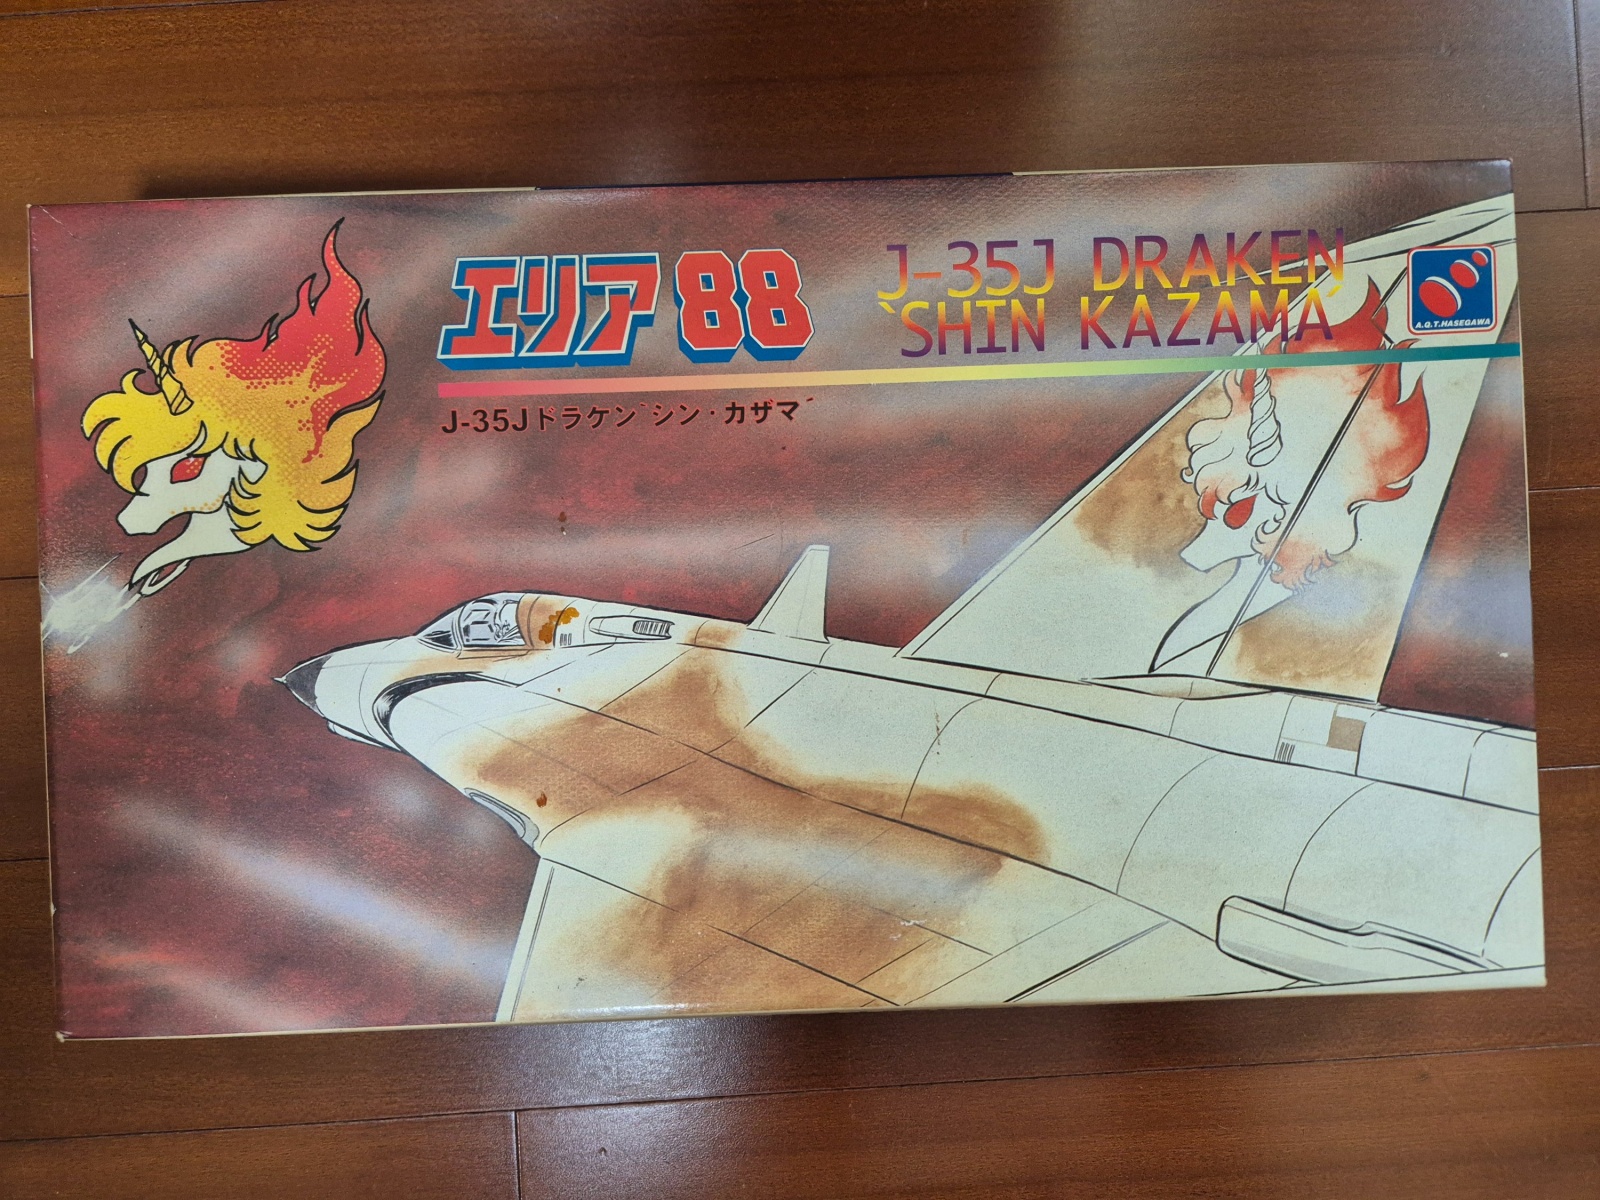 エリア88
J-35J DRAKEN
`SHIN KAZAMA´
A.Q.T.HASEGAWA
J-35Jドラケン`シン・カザマ´